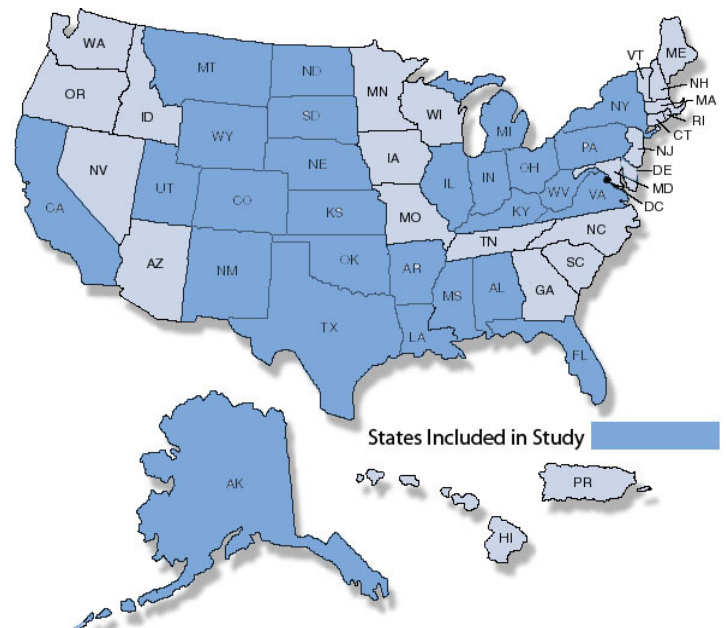 WA
MT
ND
MN
VT
ME
OR
ID
SD
WI
NY
NH
MA
WY
MI
RI
CT
IA
NE
PA
NJ
NV
IL
IN
OH
DE
UT
CO
WV
VA
MD
CA
KS
MO
KY
DC
NC
TN
AZ
NM
OK
AR
SC
MS
AL
GA
TX
LA
FL
States Included in Study
AK
PR
HI